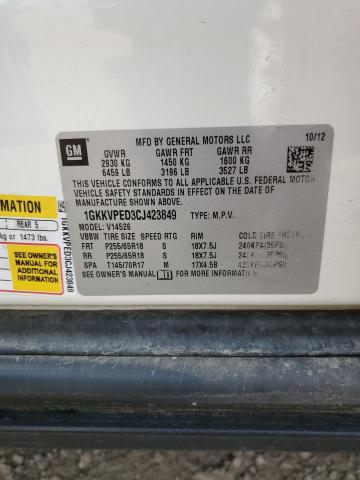 GM
MFD BY GENERAL MOTORS LLC
10/12
GVWR GAWR FRT GAWR RR
2930 KG 1450 KG 1600 KG
6459 LB 3196 LB 3527 LB
THIS VEHICLE CONFORMS TO ALL APPLICABLE U.S. FEDERAL MOTOR
VEHICLE SAFETY STANDARDS IN EFFECT ON THE DATE OF
MANUFACTURE SHOWN ABOVE.
1GKKVPED3CJ423849 TYPE: M.P.V.
MODEL: V14526
VBBW TIRE SIZE SPEED RTG RIM COLD TIRE
FRT P255/65R18 S 18X7.5J 240KPA(35PSI)
RR P255/65R18 S 18X7.5J
SPA T145/70R17 M 17X4.5B
SEE OWNER'S MANUAL FOR MORE INFORMATION.
REAR 5
kg or 1473 lbs.
SEE OWNER'S
MANUAL FOR
ADDITIONAL
INFORMATION
1GKKVPED3CJ423849